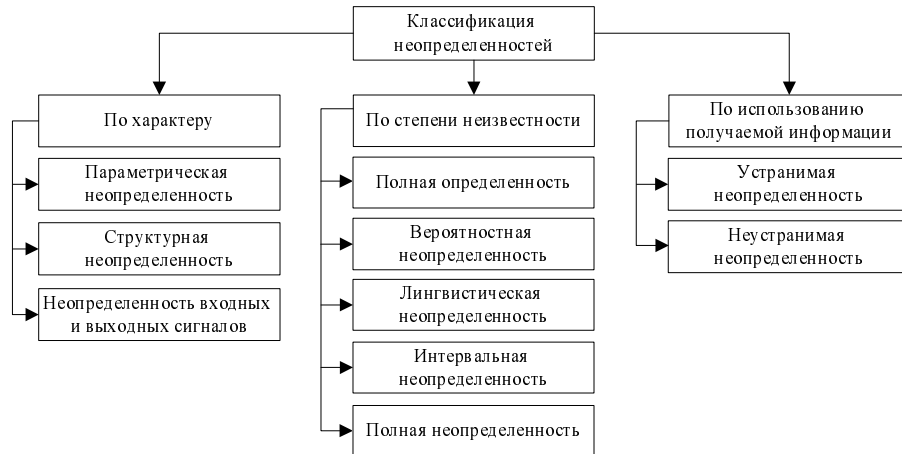 Классификация
неопределенностей
По характеру
Параметрическая
неопределенность
Структурная
неопределенность
Неопределенность входных
и выходных сигналов
По степени неизвестности
Полная определенность
Вероятностная
неопределенность
Лингвистическая
неопределенность
Интервальная
неопределенность
Полная неопределенность
По использованию
получаемой информации
Устранимая
неопределенность
Неустранимая
неопределенность